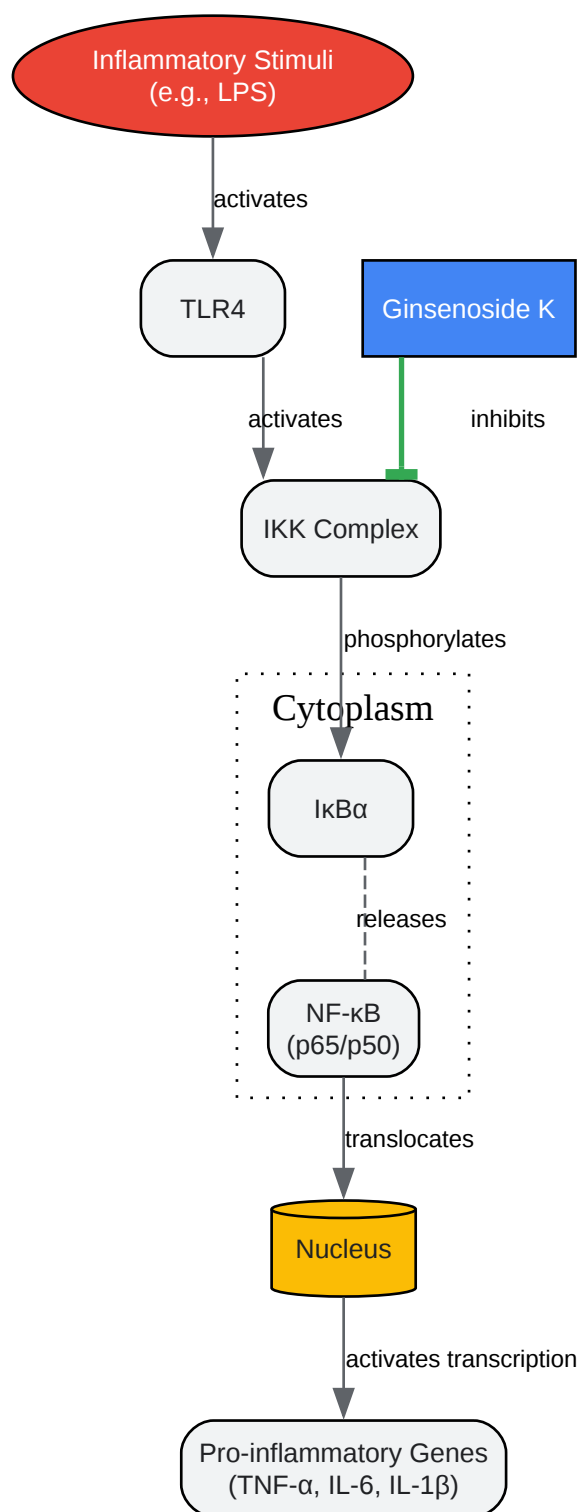 Inflammatory Stimuli
(e.g., LPS)
activates
TLR4
Ginsenoside K
activates
inhibits
IKK Complex
phosphorylates
Cytoplasm
IκBα
releases
NF-κB
(p65/p50)
translocates
Nucleus
activates transcription
Pro-inflammatory Genes
(TNF-α, IL-6, IL-1β)